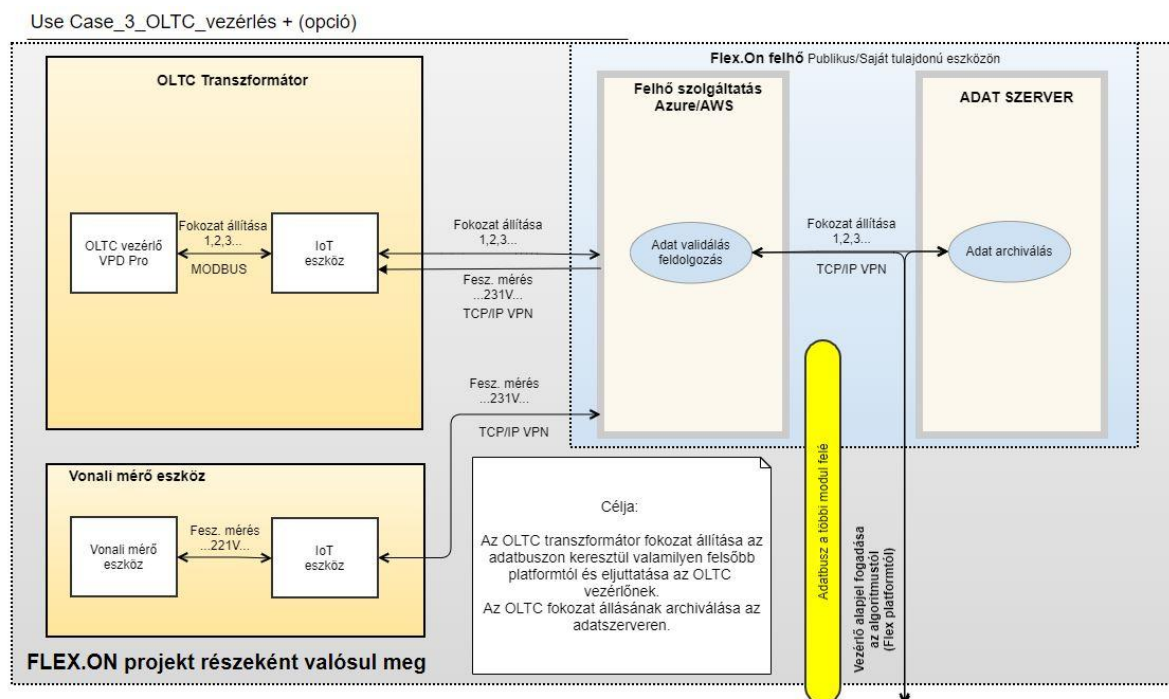 Use Case_3_OLTC_vezérlés + (opció)
OLTC Transzformátor
OLTC vezérlő
VPD Pro
Fokozat állítása
1,2,3...
MODBUS
IoT
eszköz
Fokozat állítása
1,2,3...
Fesz. mérés
...231V...
TCP/IP VPN
Flex.On felhő Publikus/Saját tulajdonú eszközön
Felhő szolgáltatás
Azure/AWS
Adat validálás
feldolgozás
Fokozat állítása
1,2,3...
TCP/IP VPN
ADAT SZERVER
Adat archiválás
Fesz. mérés
...231V...
TCP/IP VPN
Vonali mérő eszköz
Vonali mérő
eszköz
Fesz. mérés
...221V...
IoT
eszköz
Célja:
Az OLTC transzformátor fokozat állítása az
adatbuszon keresztül valamilyen felsőbb
platformtól és eljuttatása az OLTC
vezérlőnek.
Az OLTC fokozat állásának archiválása az
adatszerveren.
Adatbusz a többi modul felé
Vezérlő alapjel fogadása
az algoritmustól
(Flex platformtól)
FLEX.ON projekt részeként valósul meg